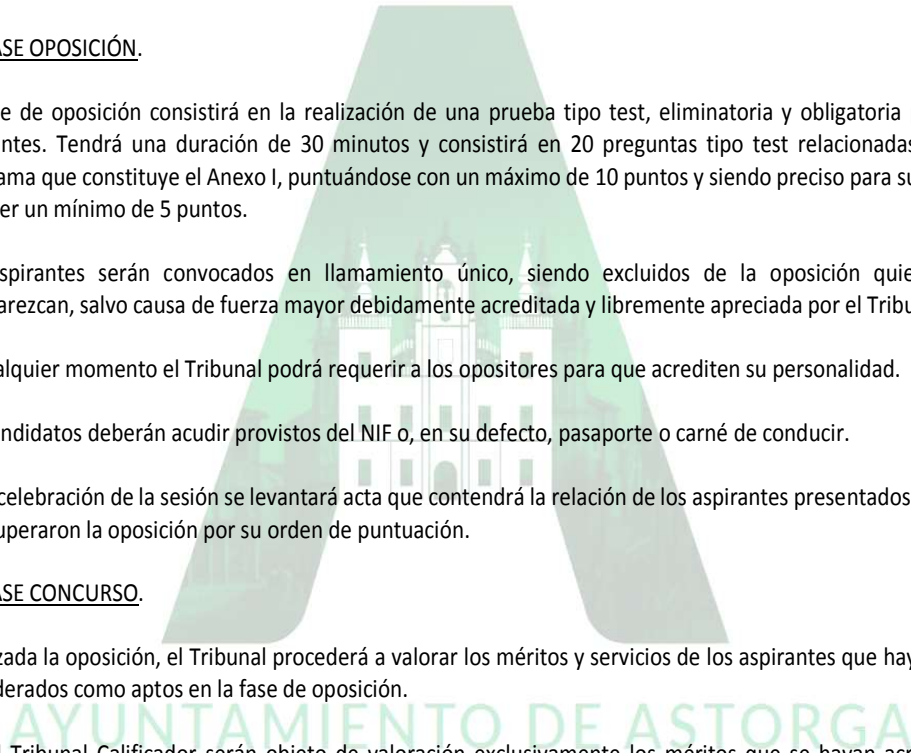 ASE OPOSICIÓN.
e de oposición consistirá en la realización de una prueba tipo test, eliminatoria y obligatoria
ntes. Tendrá una duración de 30 minutos y consistirá en 20 preguntas tipo test relacionadas
ama que constituye el Anexo I, puntuándose con un máximo de 10 puntos y siendo preciso para su
er un mínimo de 5 puntos.
spirantes serán convocados en llamamiento único, siendo excluidos de la oposición quie
arezcan, salvo causa de fuerza mayor debidamente acreditada y libremente apreciada por el Tribu
alquier momento el Tribunal podrá requerir a los opositores para que acrediten su personalidad.
ndidatos deberán acudir provistos del NIF o, en su defecto, pasaporte o carné de conducir.
celebración de la sesión se levantará acta que contendrá la relación de los aspirantes presentados
uperaron la oposición por su orden de puntuación.
ASE CONCURSO.
zada la oposición, el Tribunal procederá a valorar los méritos y servicios de los aspirantes que hay
derados como aptos en la fase de oposición.
AYUNTAMIENTO DE ASTORGA
l Tribunal Calificador serán objeto de valoración exclusivamente los méritos que se hayan acr